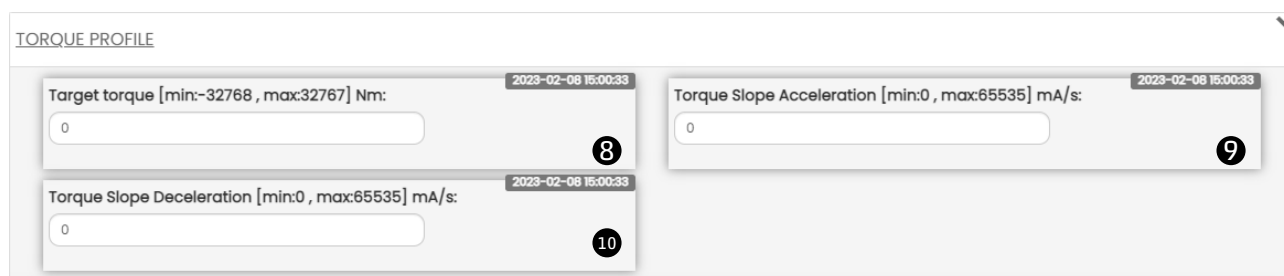 TORQUE PROFILE
2023-02-08 15:00:33
Target torque [min:-32768 , max:32767] Nm:
0
8
2023-02-08 15:00:33
Torque Slope Acceleration [min:0 , max:65535] mA/s:
0
9
2023-02-08 15:00:33
Torque Slope Deceleration [min:0 , max:65535] mA/s:
0
10